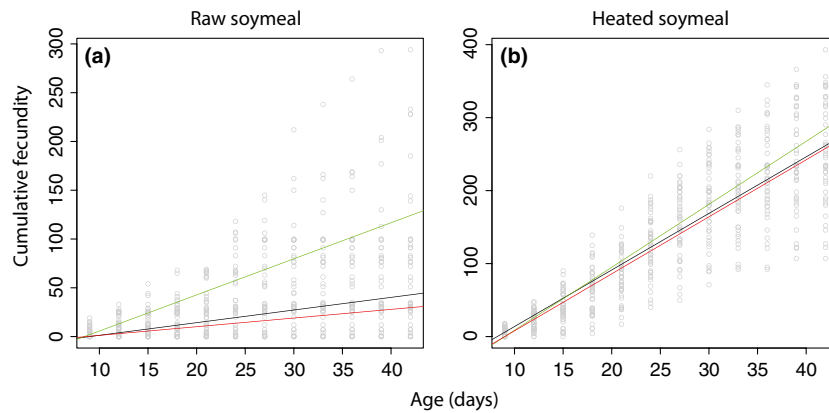 Raw soymeal
Heated soymeal
(a)
(b)
Cumulative fecundity
300
250
200
150
100
50
0
400
300
200
100
0
10 15 20 25 30 35 40
10 15 20 25 30 35 40
Age (days)